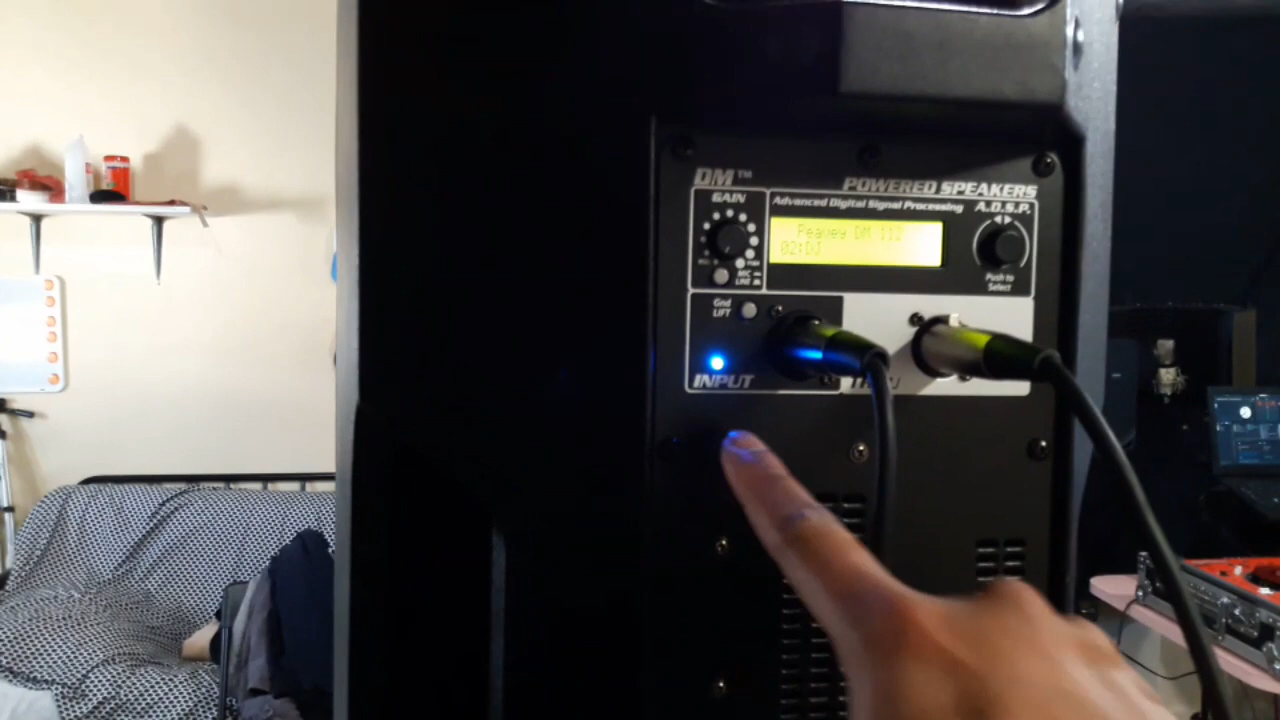 DM™
POWERED SPEAKERS
GAIN
Advanced Digital Signal Processing
A.D.S.P.
Peavey DM 112
02:DJ
MIC
LINE
Push to
Select
Gnd
LIFT
INPUT